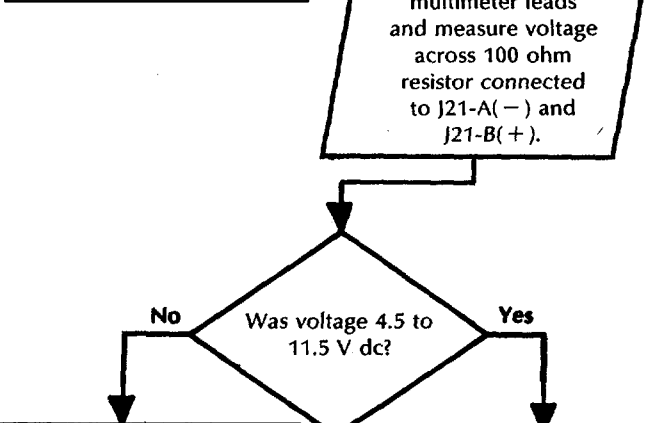 multimeter leads
and measure voltage
across 100 ohm
resistor connected
to J21-A(−) and
J21-B(+).
No
Was voltage 4.5 to
11.5 V dc?
Yes